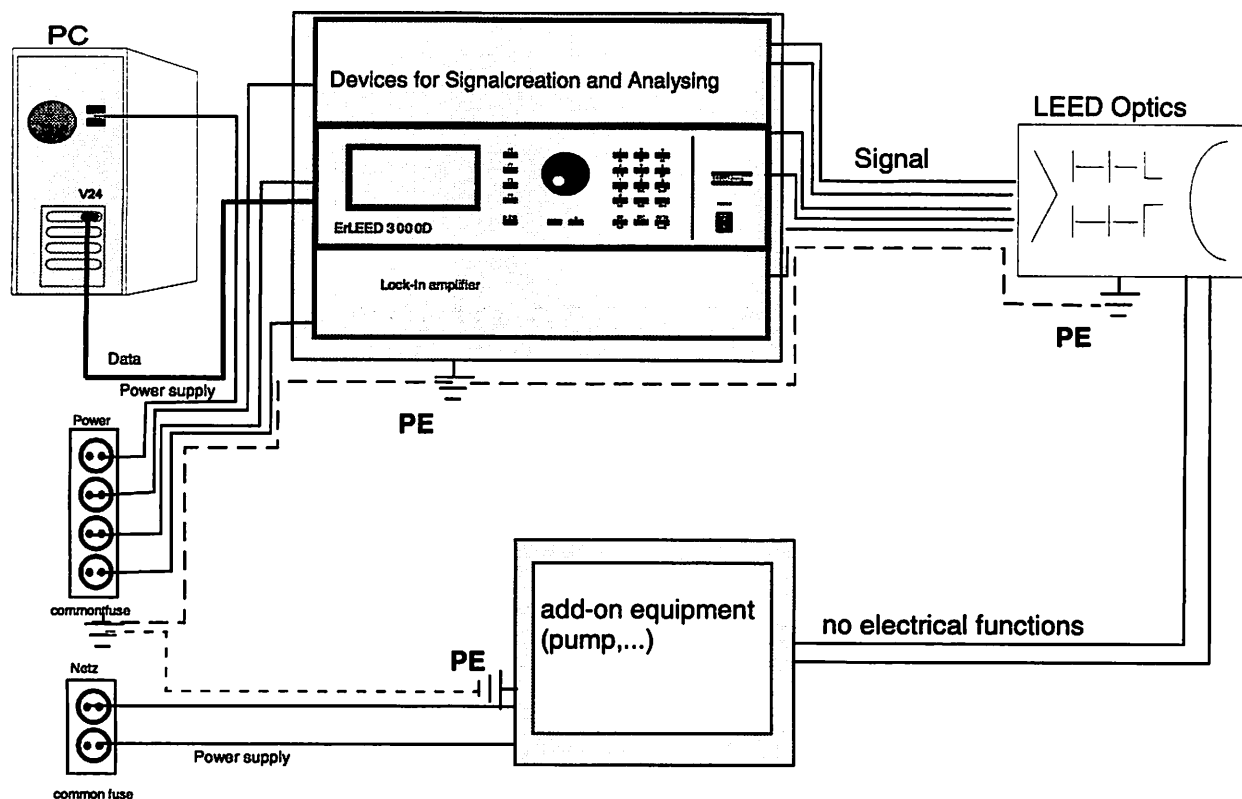 PC
V24
Devices for Signalcreation and Analysing
ErLEED 3000D
Lock-In amplifier
LEED Optics
Signal
PE
Data
Power supply
PE
Power
commontfuse
Netz
PE
add-on equipment
(pump,...)
no electrical functions
Power supply
common fuse